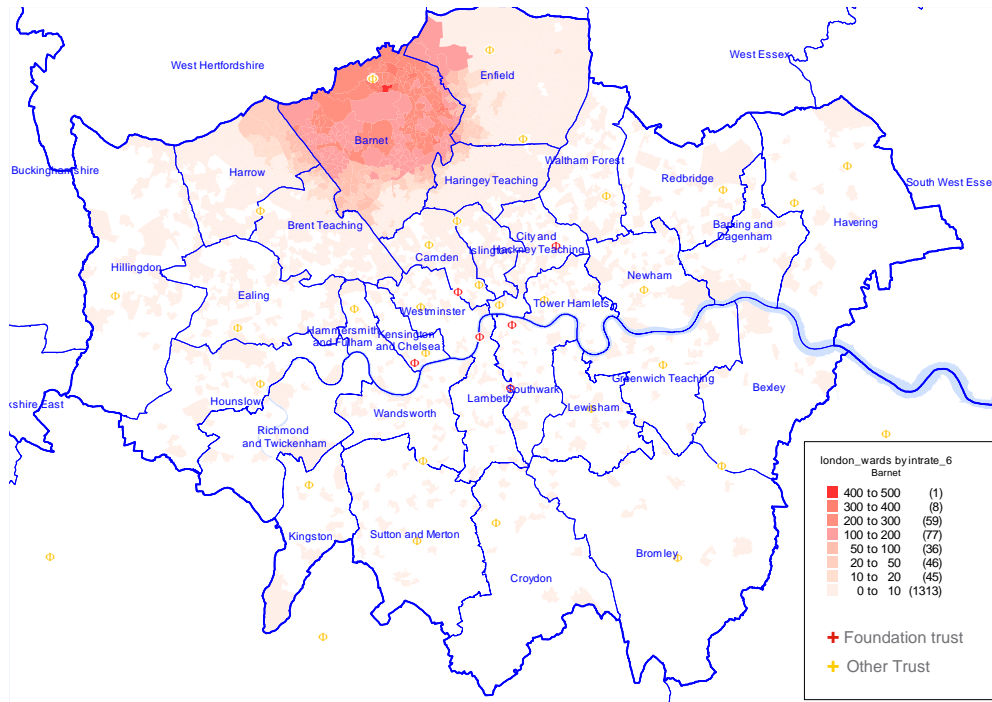 West Hertfordshire
West Essex
Enfield
Barnet
Buckinghamshire
Harrow
Haringey Teaching
Waltham Forest
Redbridge
South West Esse
Brent Teaching
City and
Hackney Teaching
Islington
Barking and
Dagenham
Havering
Camden
Hillingdon
Ealing
Newham
Westminster
Tower Hamlets
Hammersmith
and Fulham
Kensington
and Chelsea
Greenwich Teaching
Bexley
kshire East
Hounslow
Wandsworth
Lambeth
Southwark
Lewisham
Richmond
and Twickenham
Kingston
Sutton and Merton
Croydon
Bromley
london_wards by intrate_6
Barnet
400 to 500 (1)
300 to 400 (8)
200 to 300 (59)
100 to 200 (77)
50 to 100 (36)
20 to 50 (46)
10 to 20 (45)
0 to 10 (1313)
Foundation trust
Other Trust